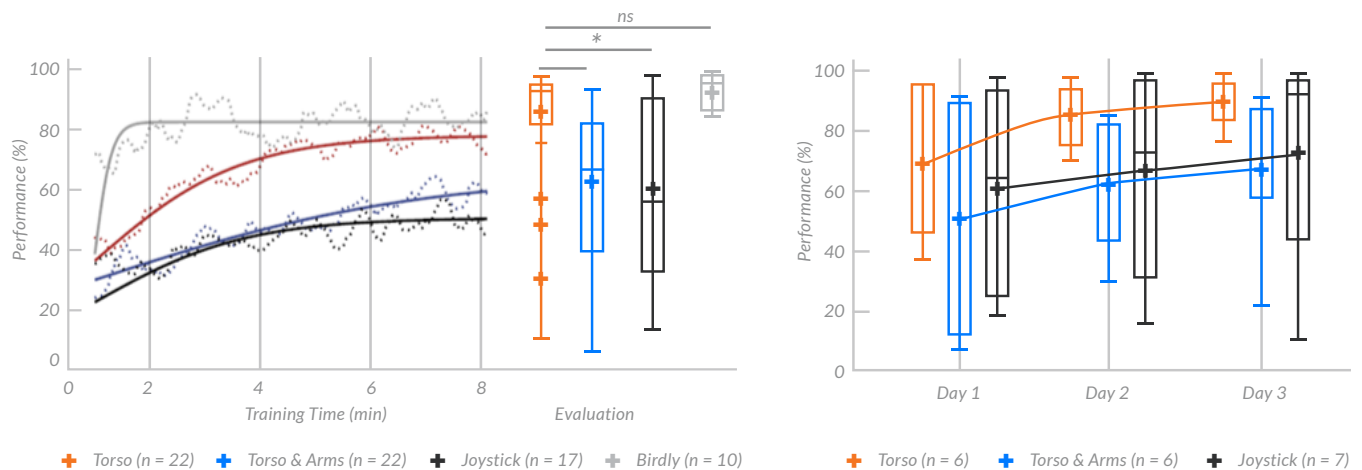 ns
*
Performance (%)
100
80
60
40
20
0
0 2 4 6 8
Training Time (min)
Evaluation
Torso (n = 22) Torso & Arms (n = 22) Joystick (n = 17) Birdly (n = 10)
Performance (%)
100
80
60
40
20
0
Day 1 Day 2 Day 3
Torso (n = 6) Torso & Arms (n = 6) Joystick (n = 7)